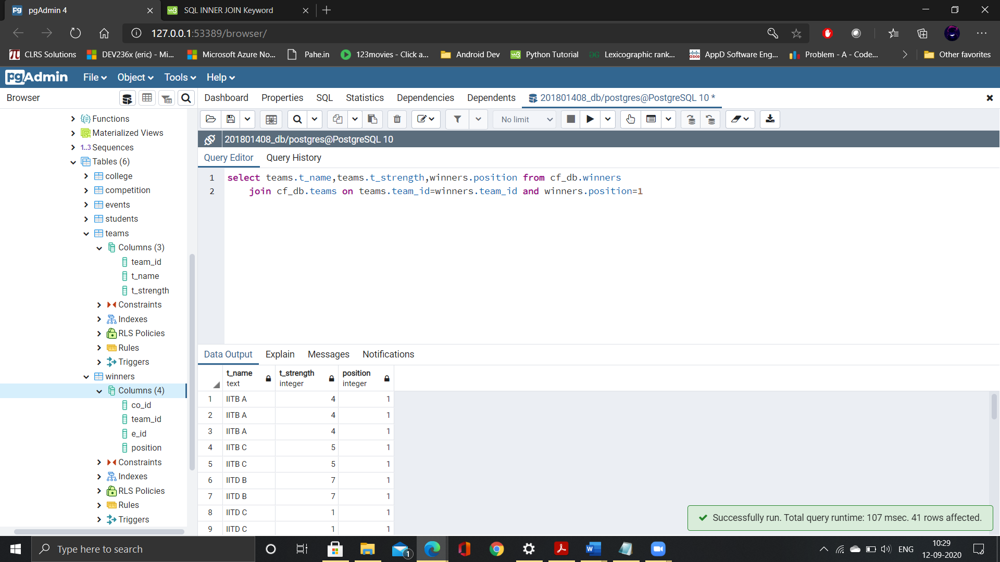 pgAdmin 4
SQL INNER JOIN Keyword
127.0.0.1:53389/browser/
CLRS Solutions
DEV236x (eric) - Mi...
Microsoft Azure No...
Pahe.in
123movies - Click a...
Android Dev
Python Tutorial
Lexicographic rank...
AppD Software Eng...
Problem - A - Code...
Other favorites
pgAdmin File Object Tools Help
Browser
Dashboard Properties SQL Statistics Dependencies Dependents 201801408_db/postgres@PostgreSQL 10 *
No limit
201801408_db/postgres@PostgreSQL 10
Query Editor Query History
1 select teams.t_name,teams.t_strength,winners.position from cf_db.winners
2 join cf_db.teams on teams.team_id=winners.team_id and winners.position=1
Functions
Materialized Views
1..3 Sequences
Tables (6)
college
competition
events
students
teams
Columns (3)
team_id
t_name
t_strength
Constraints
Indexes
RLS Policies
Rules
Triggers
winners
Columns (4)
co_id
team_id
e_id
position
Constraints
Indexes
RLS Policies
Rules
Triggers
Data Output Explain Messages Notifications
t_name t_strength position
text integer integer
1 IITB A 4 1
2 IITB A 4 1
3 IITB A 4 1
4 IITB C 5 1
5 IITB C 5 1
6 IITD B 7 1
7 IITD B 7 1
8 IITD C 1 1
9 IITD C 1 1
Successfully run. Total query runtime: 107 msec. 41 rows affected.
Type here to search
1
ENG
10:29
12-09-2020